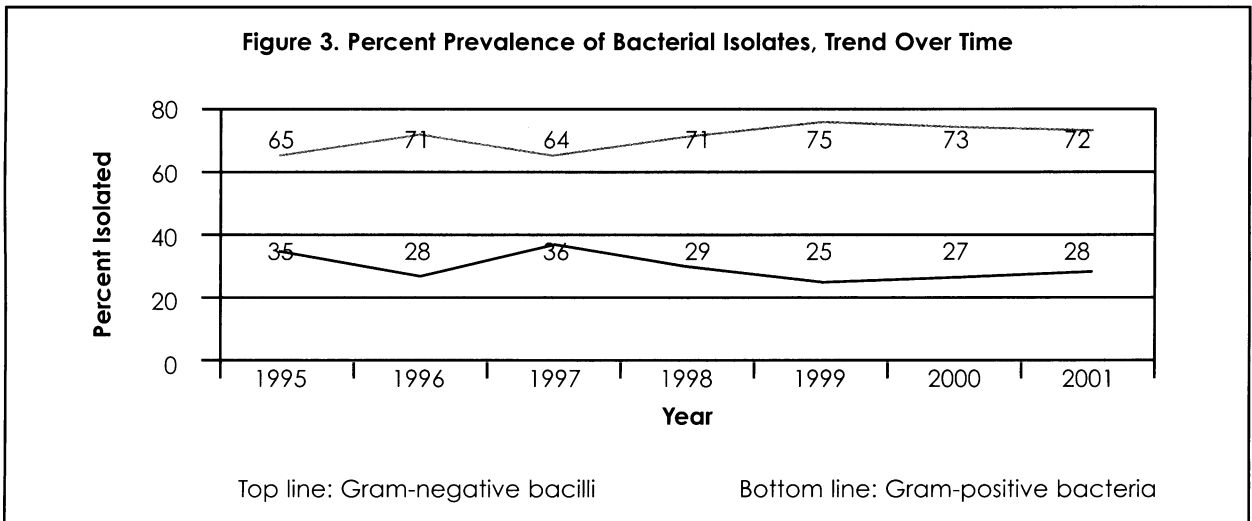 Figure 3. Percent Prevalence of Bacterial Isolates, Trend Over Time
Percent Isolated
80
60
40
20
0
65 71 64 71 75 73 72
35 28 36 29 25 27 28
1995 1996 1997 1998 1999 2000 2001
Year
Top line: Gram-negative bacilli Bottom line: Gram-positive bacteria